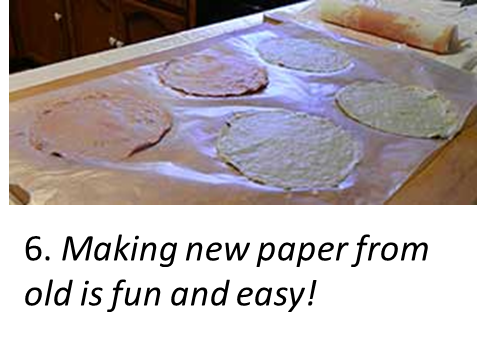 6. Making new paper from
old is fun and easy!